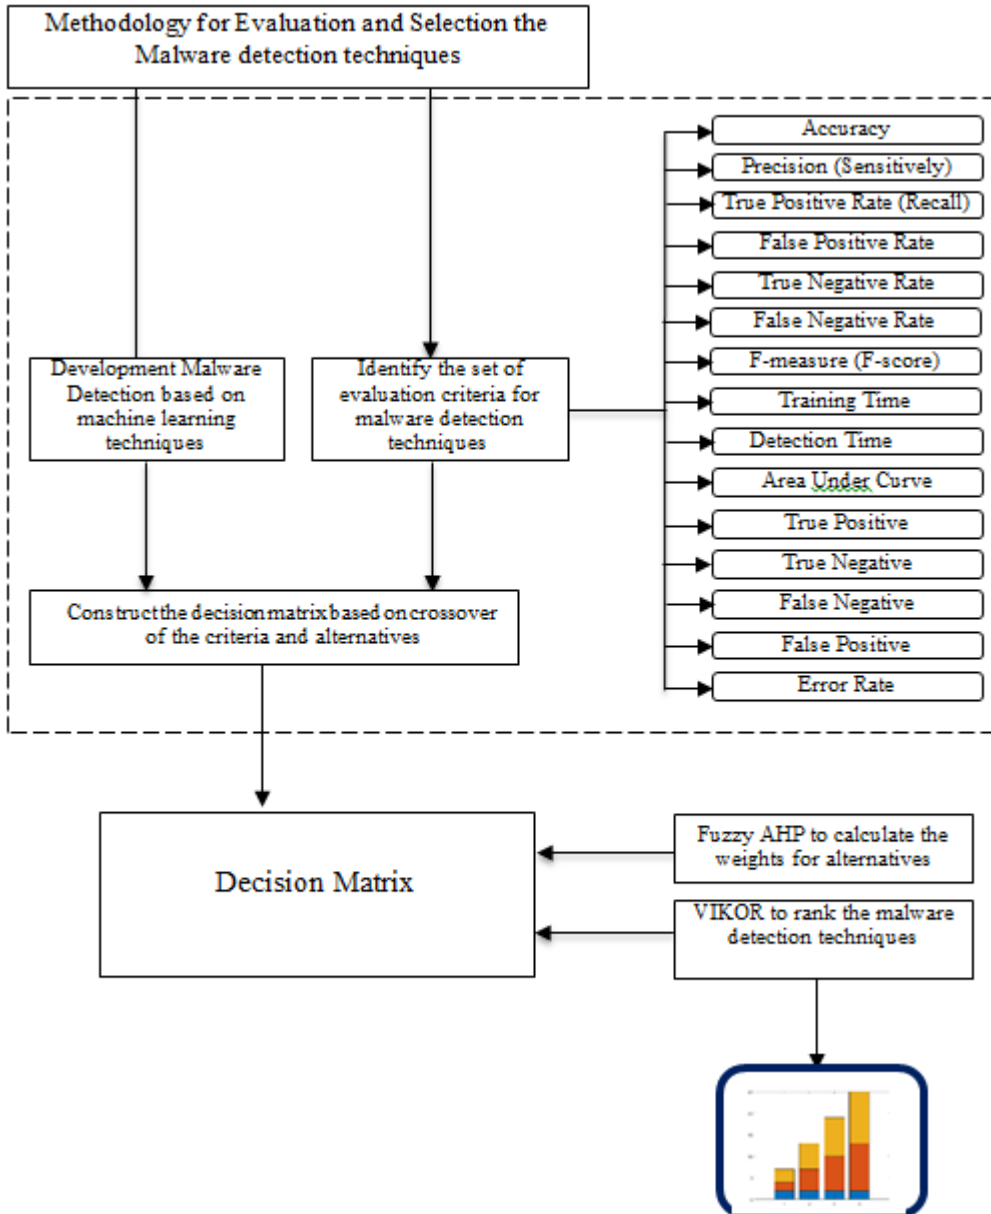 Methodology for Evaluation and Selection the
Malware detection techniques
Accuracy
Precision (Sensitively)
True Positive Rate (Recall)
False Positive Rate
True Negative Rate
False Negative Rate
F-measure (F-score)
Training Time
Detection Time
Area Under Curve
True Positive
True Negative
False Negative
False Positive
Error Rate
Development Malware
Detection based on
machine learning
techniques
Identify the set of
evaluation criteria for
malware detection
techniques
Construct the decision matrix based on crossover
of the criteria and alternatives
Decision Matrix
Fuzzy AHP to calculate the
weights for alternatives
VIKOR to rank the malware
detection techniques